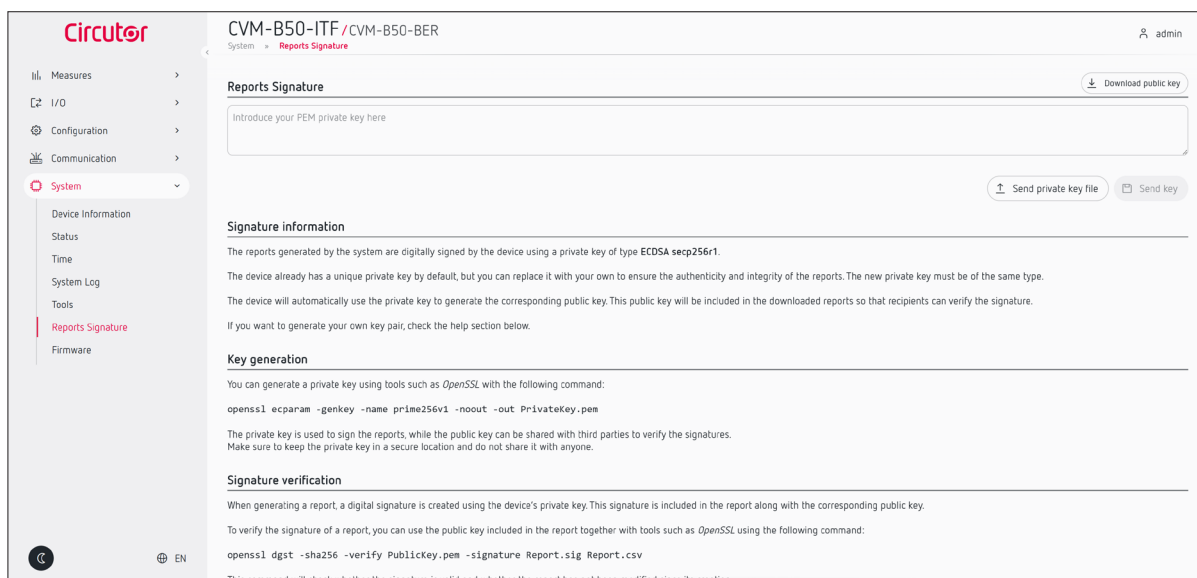 Circutor
CVM-B50-ITF/CVM-B50-BER
System » Reports Signature
admin
Measures
I/O
Configuration
Communication
System
Device Information
Status
Time
System Log
Tools
Reports Signature
Firmware
EN
Reports Signature
Download public key
Introduce your PEM private key here
Send private key file
Send key
Signature information
The reports generated by the system are digitally signed by the device using a private key of type ECDSA secp256r1.
The device already has a unique private key by default, but you can replace it with your own to ensure the authenticity and integrity of the reports. The new private key must be of the same type.
The device will automatically use the private key to generate the corresponding public key. This public key will be included in the downloaded reports so that recipients can verify the signature.
If you want to generate your own key pair, check the help section below.
Key generation
You can generate a private key using tools such as OpenSSL with the following command:
openssl ecparam -genkey -name prime256v1 -noout -out PrivateKey.pem
The private key is used to sign the reports, while the public key can be shared with third parties to verify the signatures.
Make sure to keep the private key in a secure location and do not share it with anyone.
Signature verification
When generating a report, a digital signature is created using the device's private key. This signature is included in the report along with the corresponding public key.
To verify the signature of a report, you can use the public key included in the report together with tools such as OpenSSL using the following command:
openssl dgst -sha256 -verify PublicKey.pem -signature Report.sig Report.csv